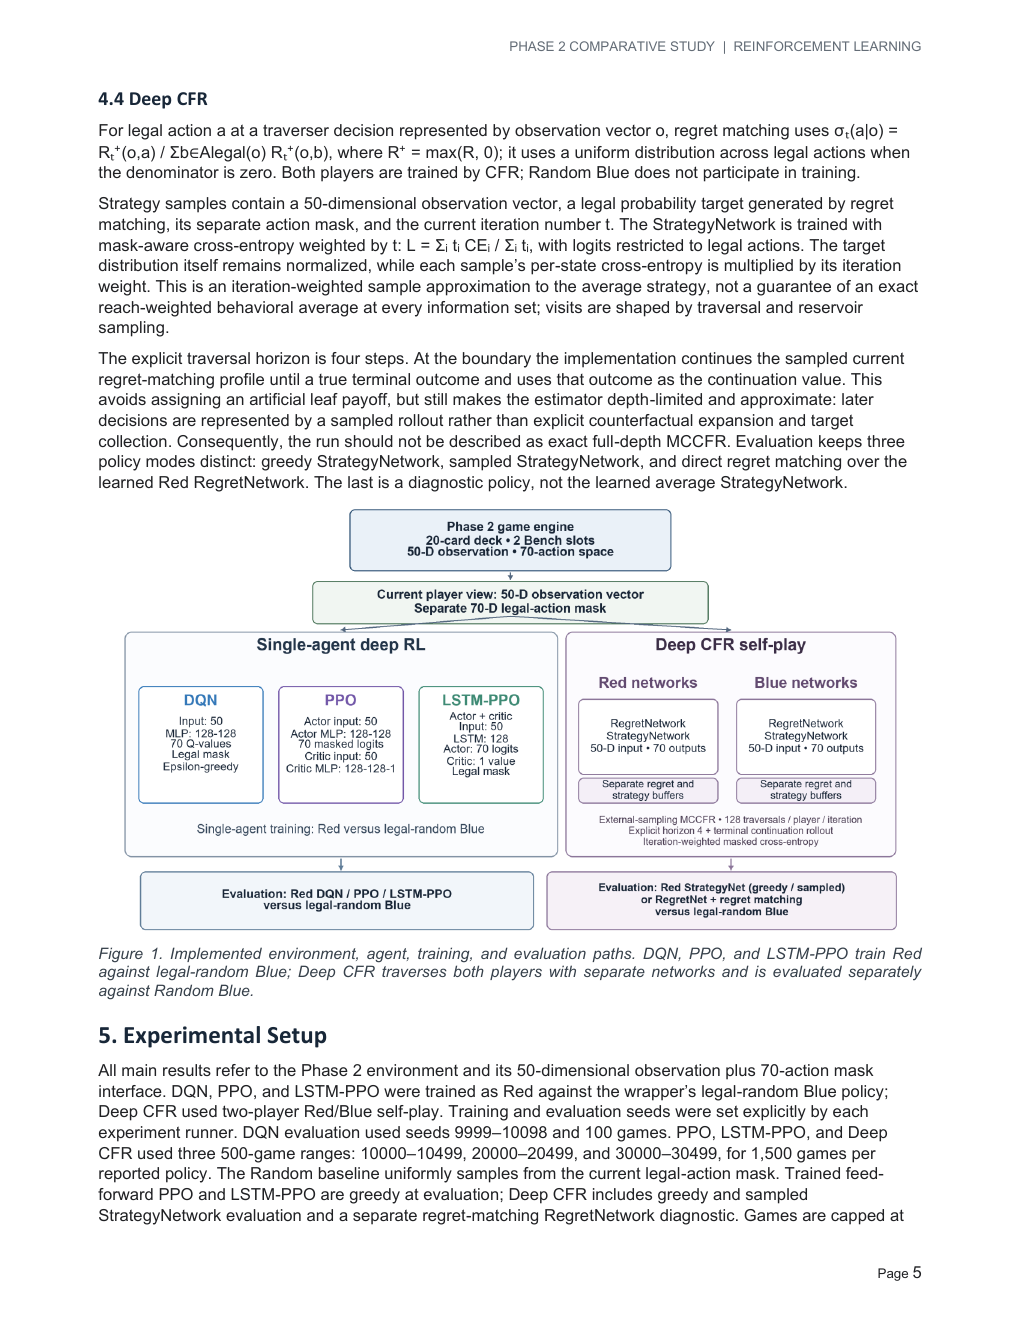 PHASE 2 COMPARATIVE STUDY | REINFORCEMENT LEARNING
4.4 Deep CFR
For legal action a at a traverser decision represented by observation vector o, regret matching uses σₜ(a|o) =
Rₜ⁺(o,a) / Σb∈Alegal(o) Rₜ⁺(o,b), where R⁺ = max(R, 0); it uses a uniform distribution across legal actions when
the denominator is zero. Both players are trained by CFR; Random Blue does not participate in training.
Strategy samples contain a 50-dimensional observation vector, a legal probability target generated by regret
matching, its separate action mask, and the current iteration number t. The StrategyNetwork is trained with
mask-aware cross-entropy weighted by t: L = Σᵢ tᵢ CEᵢ / Σᵢ tᵢ, with logits restricted to legal actions. The target
distribution itself remains normalized, while each sample's per-state cross-entropy is multiplied by its iteration
weight. This is an iteration-weighted sample approximation to the average strategy, not a guarantee of an exact
reach-weighted behavioral average at every information set; visits are shaped by traversal and reservoir
sampling.
The explicit traversal horizon is four steps. At the boundary the implementation continues the sampled current
regret-matching profile until a true terminal outcome and uses that outcome as the continuation value. This
avoids assigning an artificial leaf payoff, but still makes the estimator depth-limited and approximate: later
decisions are represented by a sampled rollout rather than explicit counterfactual expansion and target
collection. Consequently, the run should not be described as exact full-depth MCCFR. Evaluation keeps three
policy modes distinct: greedy StrategyNetwork, sampled StrategyNetwork, and direct regret matching over the
learned Red RegretNetwork. The last is a diagnostic policy, not the learned average StrategyNetwork.
Phase 2 game engine
20-card deck • 2 Bench slots
50-D observation • 70-action space
Current player view: 50-D observation vector
Separate 70-D legal-action mask
Single-agent deep RL
DQN
Input: 50
MLP: 128-128
70 Q-values
Legal mask
Epsilon-greedy
PPO
Actor input: 50
Actor MLP: 128-128
70 masked logits
Critic input: 50
Critic MLP: 128-128-1
LSTM-PPO
Actor + critic
Input: 50
LSTM: 128
Actor: 70 logits
Critic: 1 value
Legal mask
Single-agent training: Red versus legal-random Blue
Deep CFR self-play
Red networks
RegretNetwork
StrategyNetwork
50-D input • 70 outputs
Separate regret and
strategy buffers
Blue networks
RegretNetwork
StrategyNetwork
50-D input • 70 outputs
Separate regret and
strategy buffers
External-sampling MCCFR • 128 traversals / player / iteration
Explicit horizon 4 + terminal continuation rollout
Iteration-weighted masked cross-entropy
Evaluation: Red DQN / PPO / LSTM-PPO
versus legal-random Blue
Evaluation: Red StrategyNet (greedy / sampled)
or RegretNet + regret matching
versus legal-random Blue
Figure 1. Implemented environment, agent, training, and evaluation paths. DQN, PPO, and LSTM-PPO train Red
against legal-random Blue; Deep CFR traverses both players with separate networks and is evaluated separately
against Random Blue.
5. Experimental Setup
All main results refer to the Phase 2 environment and its 50-dimensional observation plus 70-action mask
interface. DQN, PPO, and LSTM-PPO were trained as Red against the wrapper's legal-random Blue policy;
Deep CFR used two-player Red/Blue self-play. Training and evaluation seeds were set explicitly by each
experiment runner. DQN evaluation used seeds 9999–10098 and 100 games. PPO, LSTM-PPO, and Deep
CFR used three 500-game ranges: 10000–10499, 20000–20499, and 30000–30499, for 1,500 games per
reported policy. The Random baseline uniformly samples from the current legal-action mask. Trained feed-
forward PPO and LSTM-PPO are greedy at evaluation; Deep CFR includes greedy and sampled
StrategyNetwork evaluation and a separate regret-matching RegretNetwork diagnostic. Games are capped at
Page 5